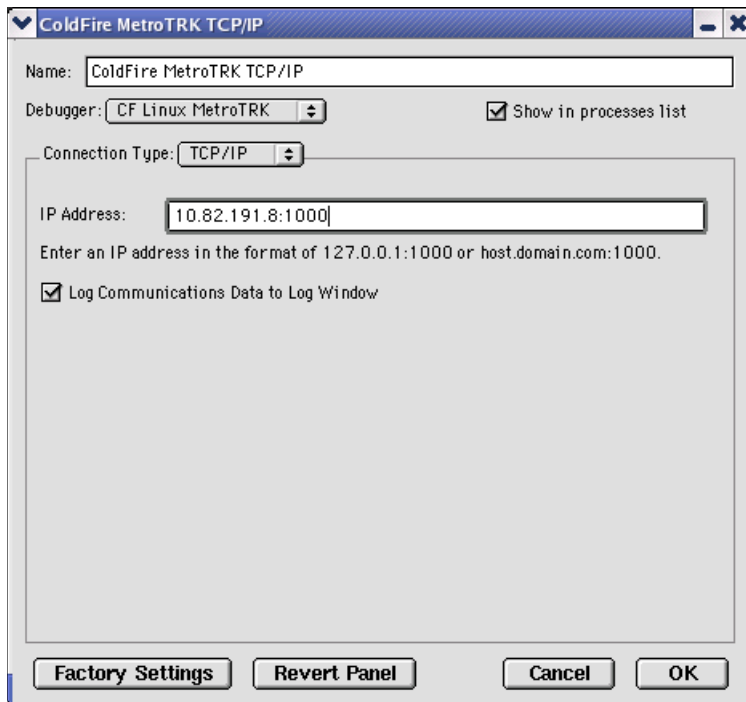 ColdFire MetroTRK TCP/IP
Name: ColdFire MetroTRK TCP/IP
Debugger: CF Linux MetroTRK Show in processes list
Connection Type: TCP/IP
IP Address: 10.82.191.8:1000
Enter an IP address in the format of 127.0.0.1:1000 or host.domain.com:1000.
Log Communications Data to Log Window
Factory Settings Revert Panel Cancel OK